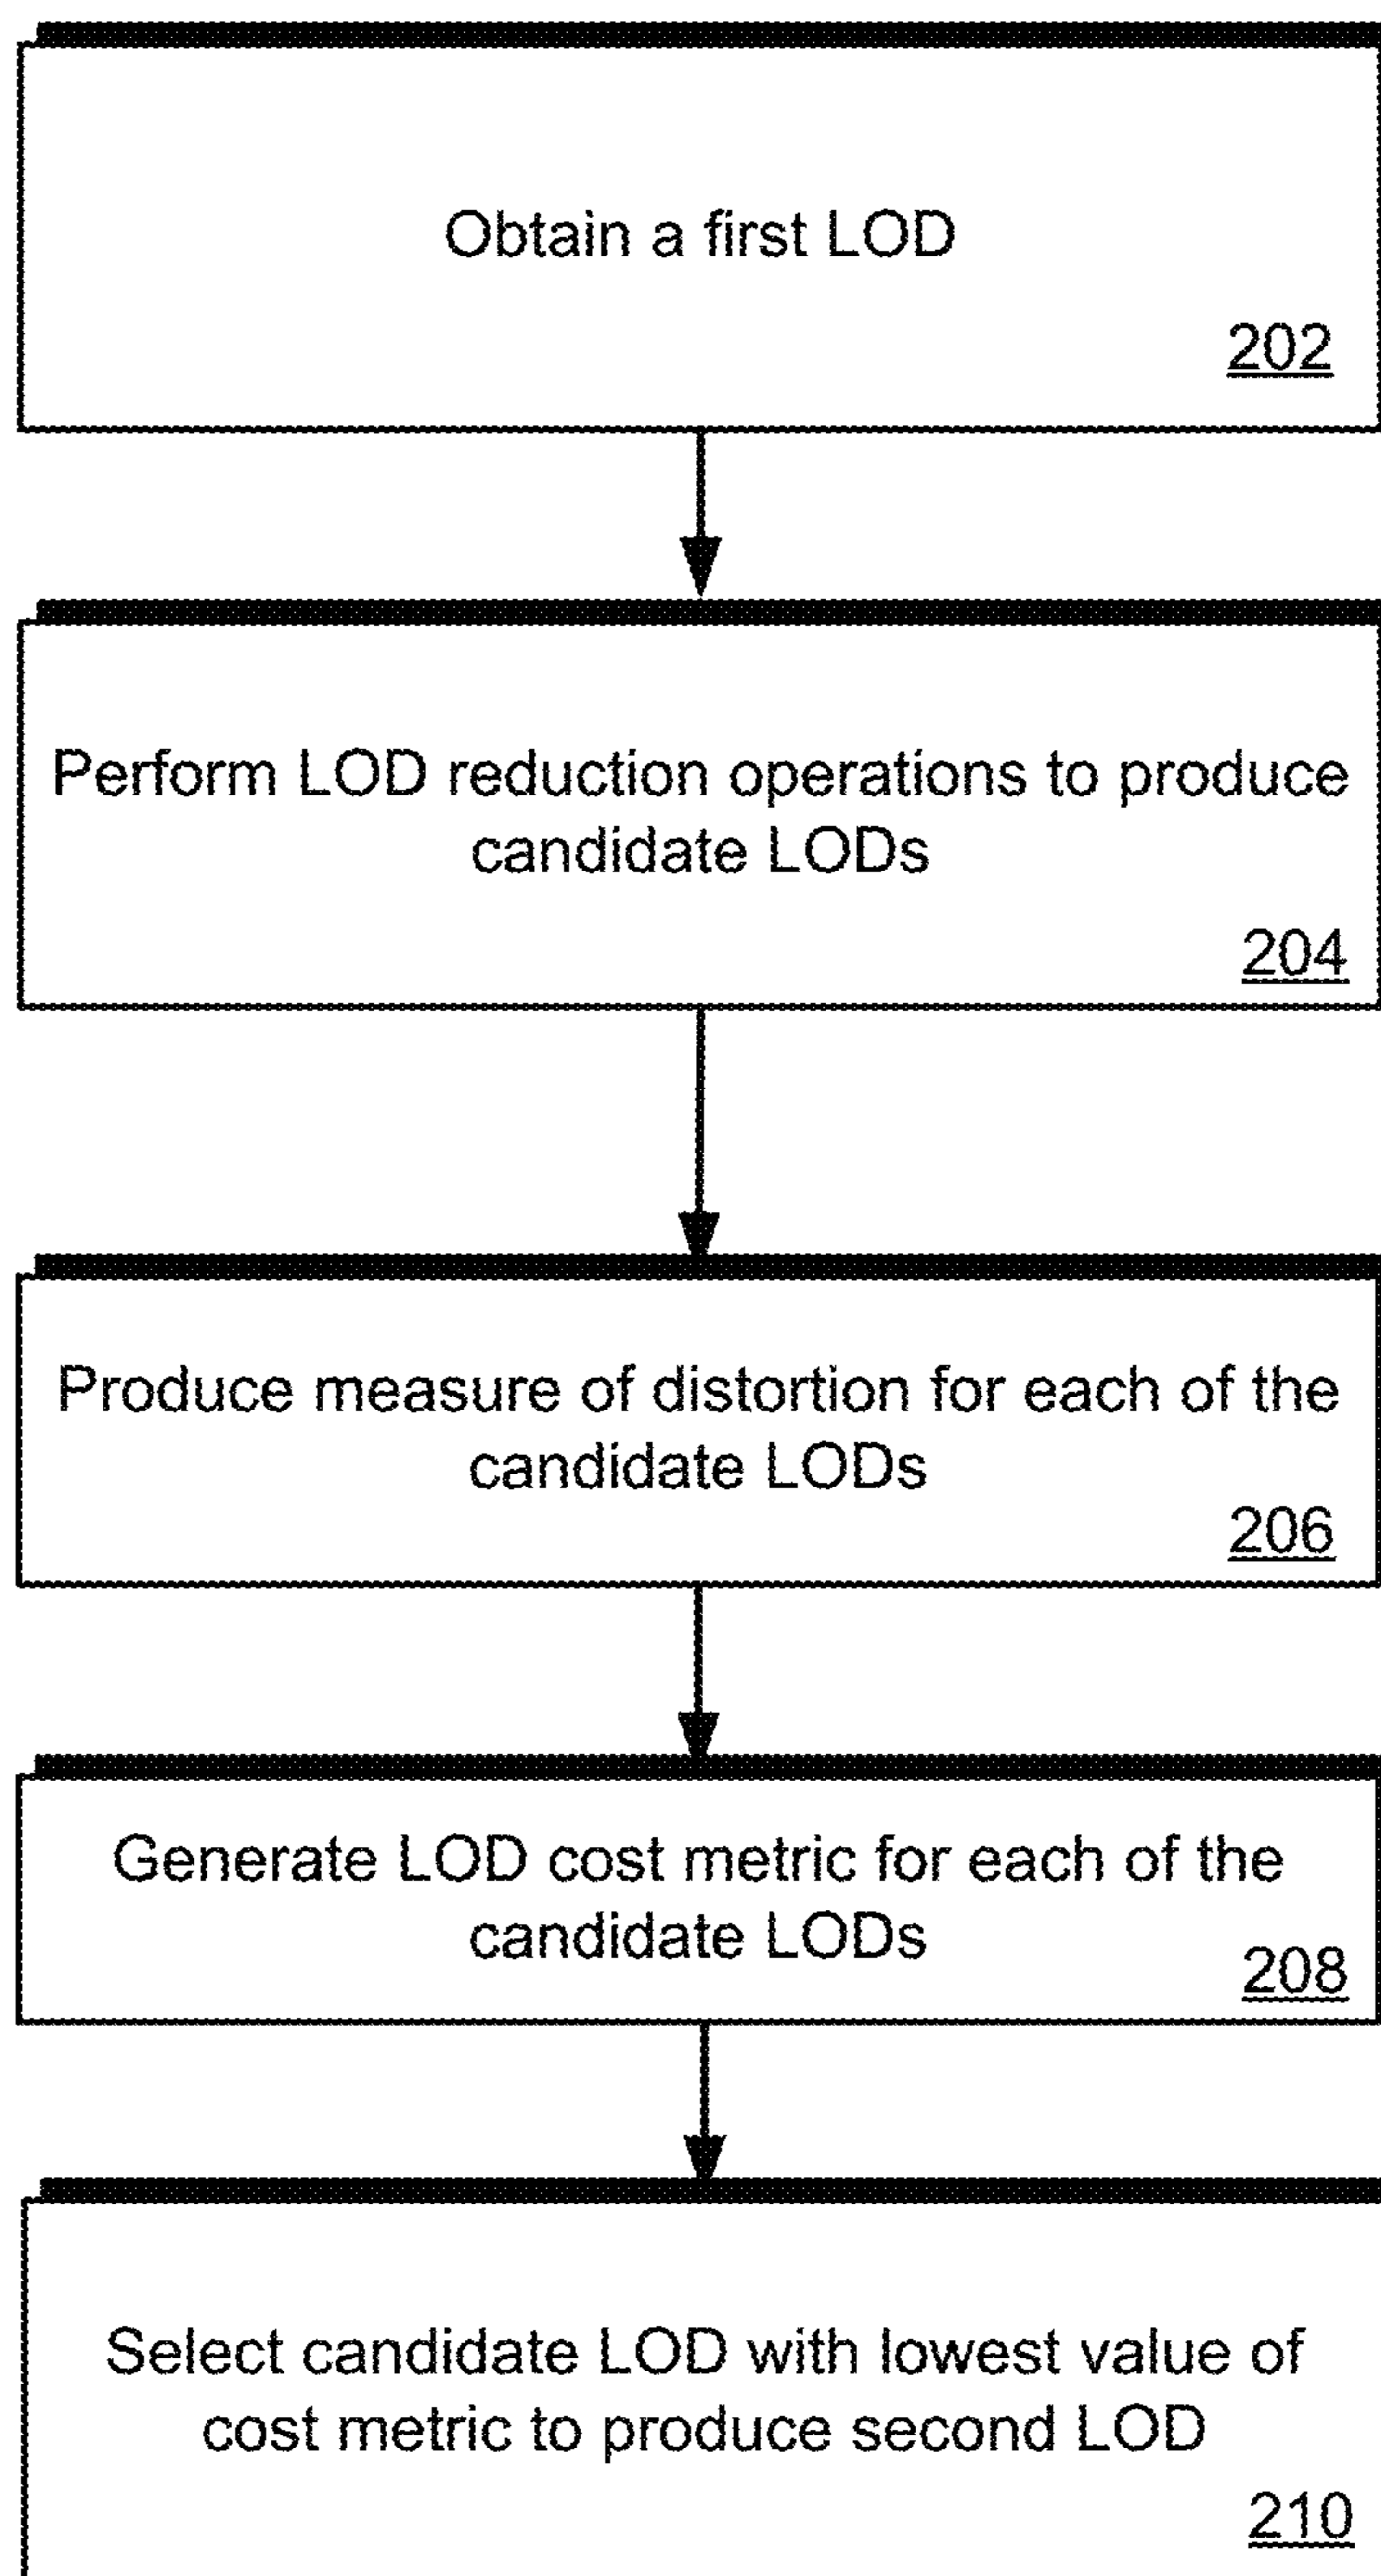 Obtain a first LOD
202
Perform LOD reduction operations to produce
candidate LODs
204
Produce measure of distortion for each of the
candidate LODs
206
Generate LOD cost metric for each of the
candidate LODs
208
Select candidate LOD with lowest value of
cost metric to produce second LOD
210